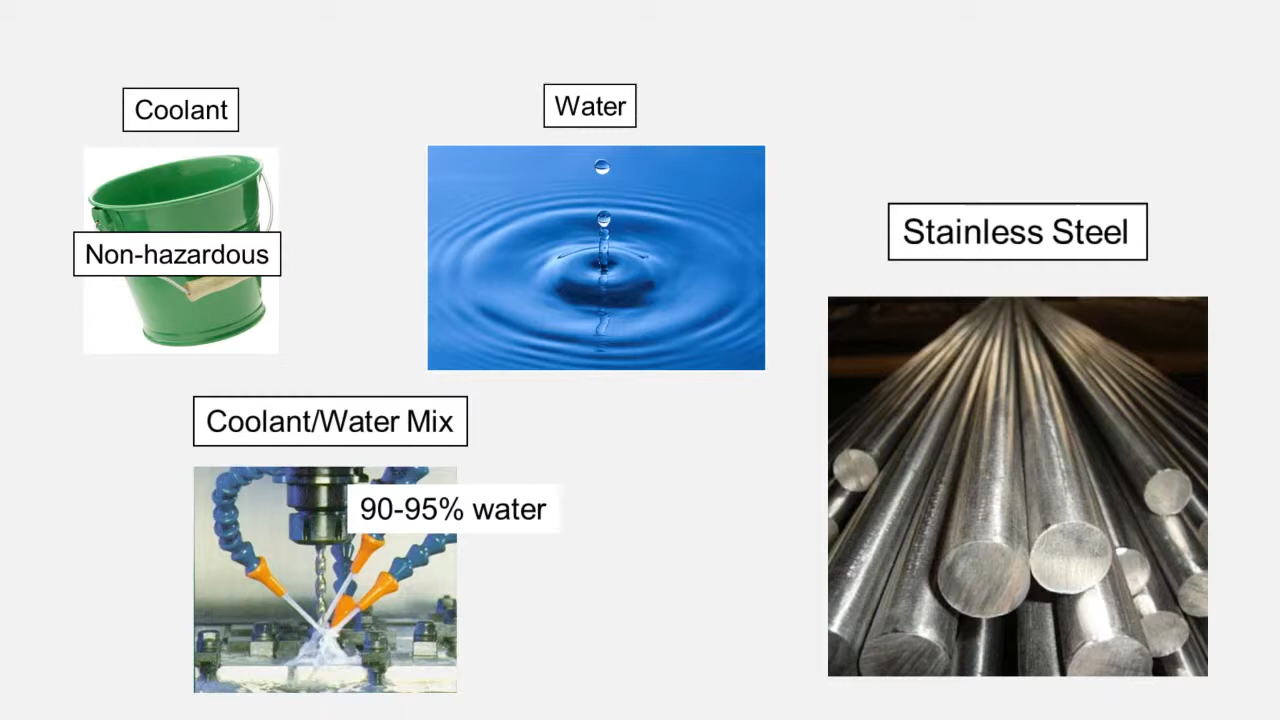 Coolant
Water
Non-hazardous
Stainless Steel
Coolant/Water Mix
90-95% water